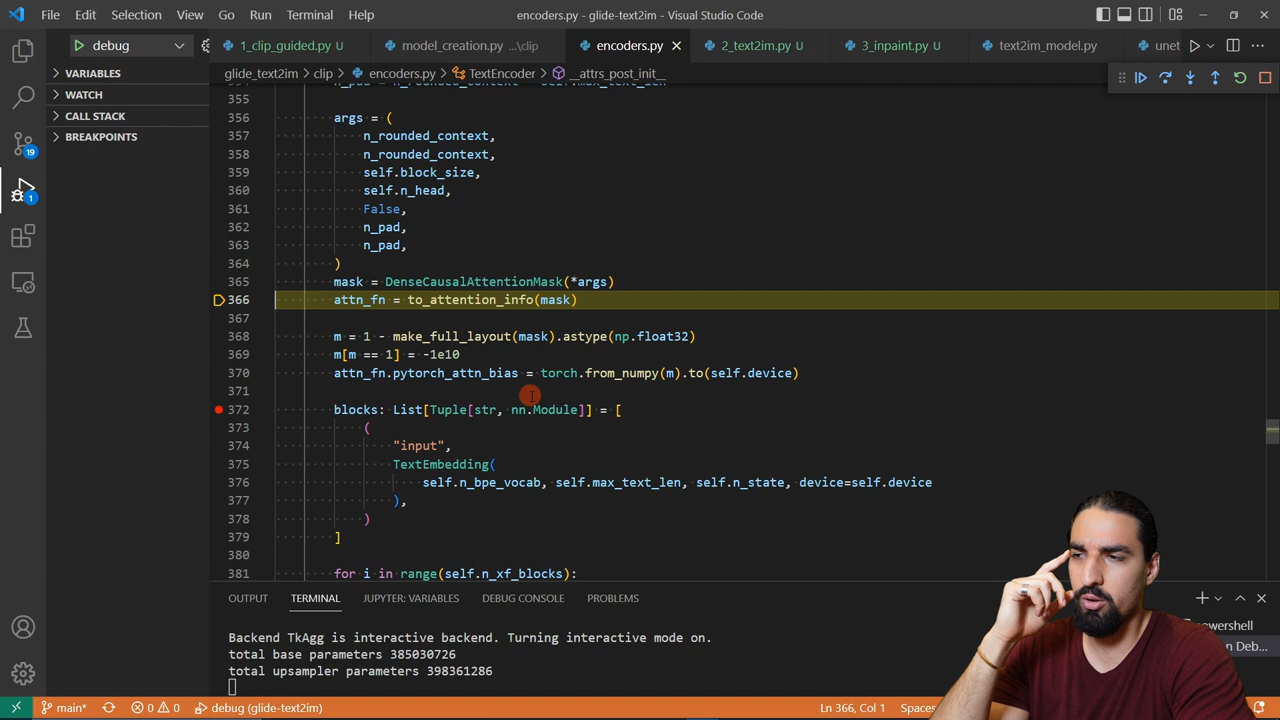 File Edit Selection View Go Run Terminal Help
encoders.py - glide-text2im - Visual Studio Code
debug
1_clip_guided.py U
model_creation.py ...\clip
encoders.py
2_text2im.py U
3_inpaint.py U
text2im_model.py
unet
VARIABLES
WATCH
CALL STACK
BREAKPOINTS
glide_text2im > clip > encoders.py > TextEncoder > __attrs_post_init__
355
356 args = (
357 n_rounded_context,
358 n_rounded_context,
359 self.block_size,
360 self.n_head,
361 False,
362 n_pad,
363 n_pad,
364 )
365 mask = DenseCausalAttentionMask(*args)
366 attn_fn = to_attention_info(mask)
367
368 m = 1 - make_full_layout(mask).astype(np.float32)
369 m[m == 1] = -1e10
370 attn_fn.pytorch_attn_bias = torch.from_numpy(m).to(self.device)
371
372 blocks: List[Tuple[str, nn.Module]] = [
373 (
374 "input",
375 TextEmbedding(
376 self.n_bpe_vocab, self.max_text_len, self.n_state, device=self.device
377 ),
378 )
379 ]
380
381 for i in range(self.n_xf_blocks):
19
1
OUTPUT TERMINAL JUPYTER: VARIABLES DEBUG CONSOLE PROBLEMS
Backend TkAgg is interactive backend. Turning interactive mode on.
total base parameters 385030726
total upsampler parameters 398361286
powershell
n Deb...
main* 0 0 debug (glide-text2im)
Ln 366, Col 1 Spaces